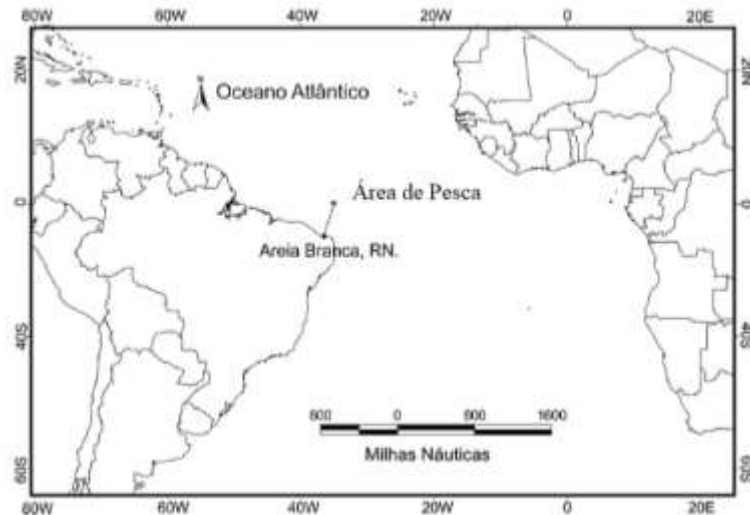 80W 60W 40W 20W 0 20E
20N 20N
N
Oceano Atlântico
Área de Pesca
0 0
Areia Branca, RN.
40S 40S
800 0 800 1600
Milhas Náuticas
60S 60S
80W 60W 40W 20W 0 20E